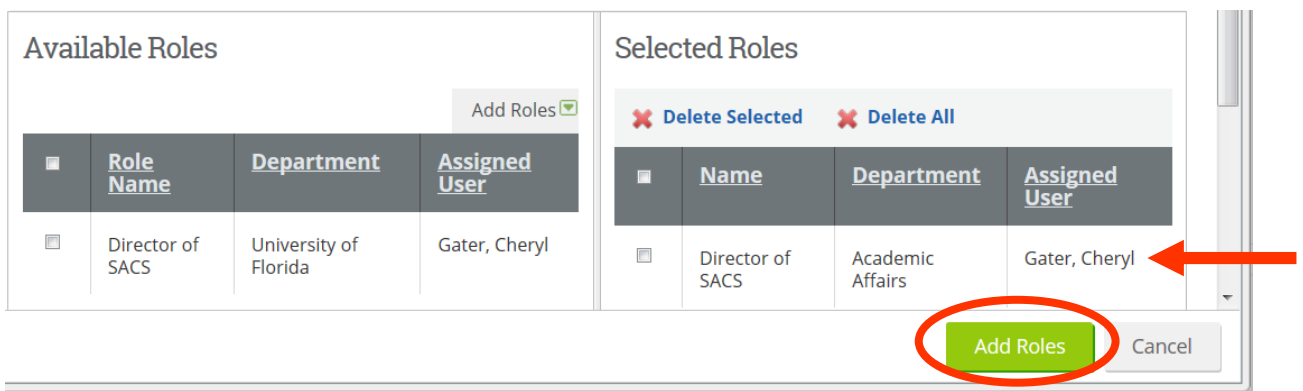 Available Roles
Add Roles
Role Name
Department
Assigned User
Director of SACS
University of Florida
Gater, Cheryl
Selected Roles
Delete Selected
Delete All
Name
Department
Assigned User
Director of SACS
Academic Affairs
Gater, Cheryl
Add Roles
Cancel